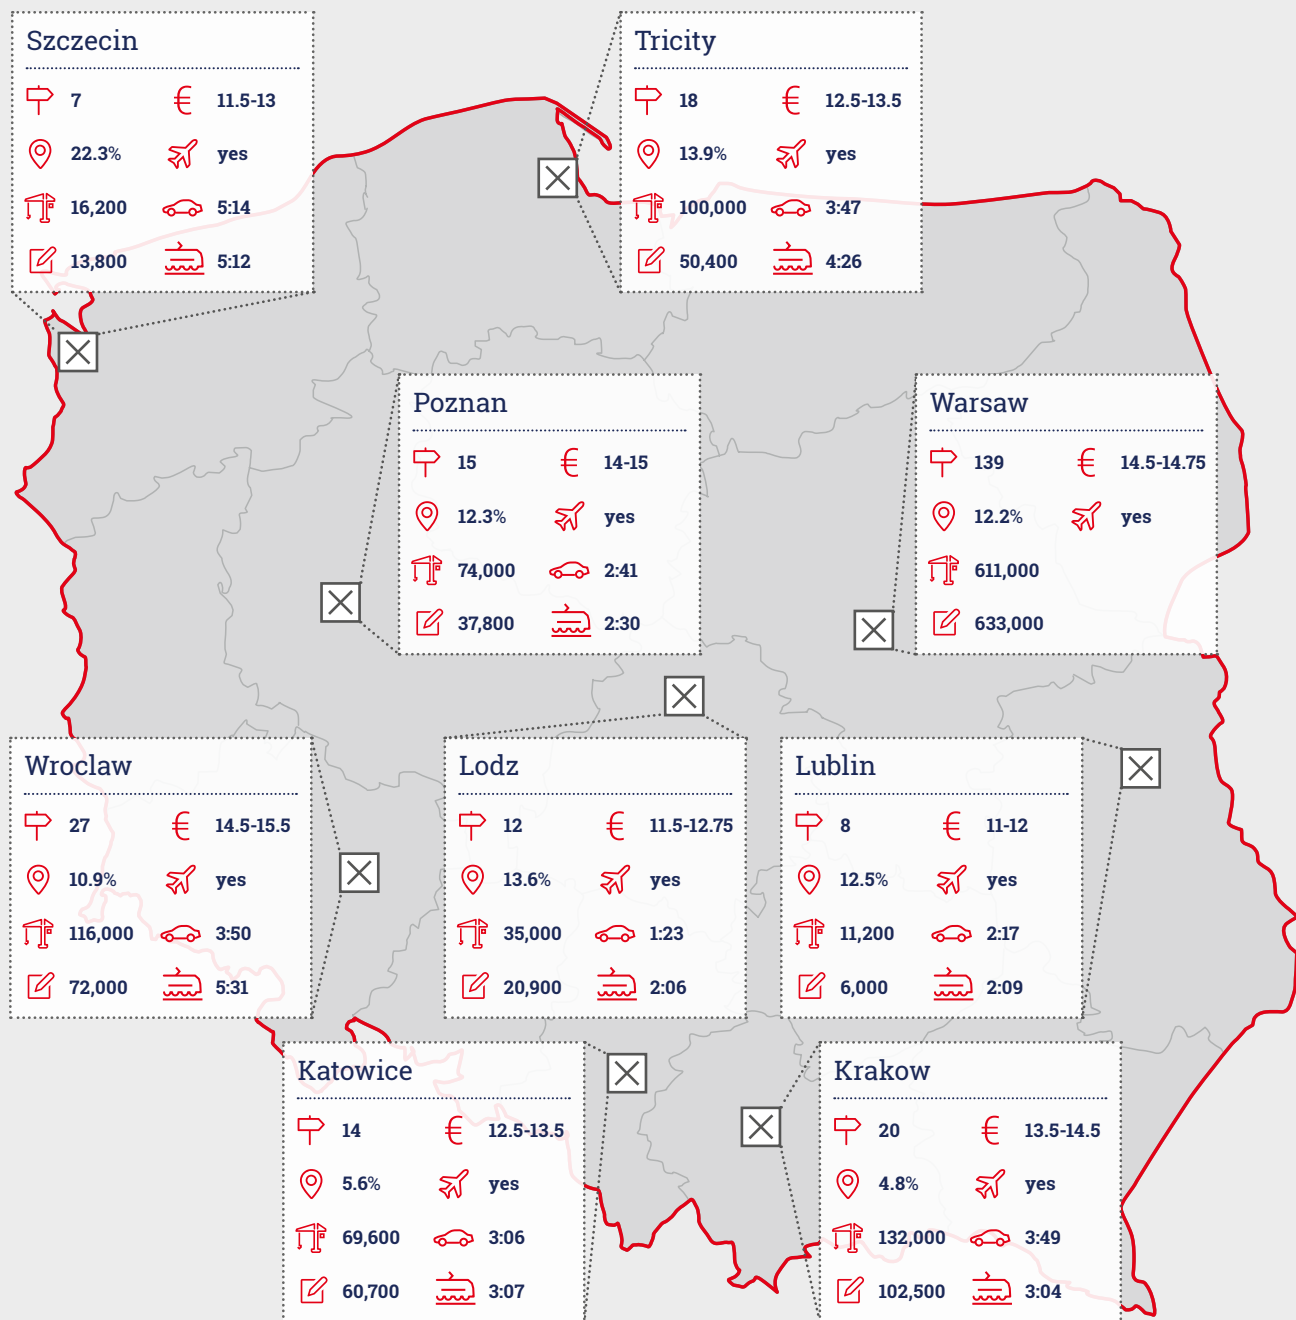 Szczecin
7 11.5-13
22.3% yes
16,200 5:14
13,800 5:12
Tricity
18 12.5-13.5
13.9% yes
100,000 3:47
50,400 4:26
Poznan
15 14-15
12.3% yes
74,000 2:41
37,800 2:30
Warsaw
139 14.5-14.75
12.2% yes
611,000
633,000
Wroclaw
27 14.5-15.5
10.9% yes
116,000 3:50
72,000 5:31
Lodz
12 11.5-12.75
13.6% yes
35,000 1:23
20,900 2:06
Lublin
8 11-12
12.5% yes
11,200 2:17
6,000 2:09
Katowice
14 12.5-13.5
5.6% yes
69,600 3:06
60,700 3:07
Krakow
20 13.5-14.5
4.8% yes
132,000 3:49
102,500 3:04